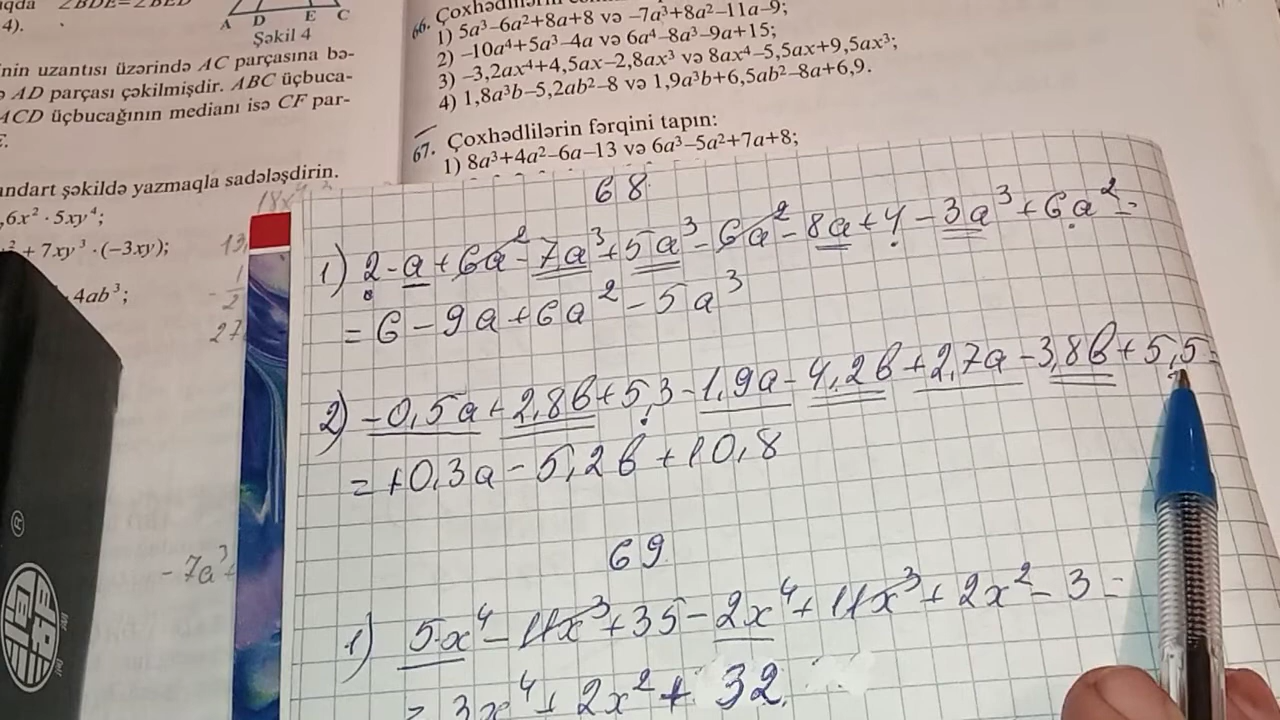 ∠BDE=∠BED
4).
A D E C
Şəkil 4
nin uzantısı üzərində AC parçasına bə-
AD parçası çəkilmişdir. ABC üçbuca-
ACD üçbucağının medianı isə CF par-
andart şəkildə yazmaqla sadələşdirin.
,6x² · 5xy⁴;
+ 7xy³ · (–3xy);
4ab³;
66.
1) 5a³–6a²+8a+8 və –7a³+8a²–11a–9;
2) –10a⁴+5a³–4a və 6a⁴–8a³–9a+15;
3) –3,2ax⁴+4,5ax–2,8ax³ və 8ax⁴–5,5ax+9,5ax³;
4) 1,8a³b–5,2ab²–8 və 1,9a³b+6,5ab²–8a+6,9.
67. Çoxhədlilərin fərqini tapın:
1) 8a³+4a²–6a–13 və 6a³–5a²+7a+8;
68
1) 2-a+6a²-7a³+5a³-6a²-8a+4-3a³+6a²=
=6-9a+6a²-5a³
2) -0,5a+2,8b+5,3-1,9a-4,2b+2,7a-3,8b+5,5=
=+0,3a-5,2b+10,8
69
1) 5x⁴-11x³+35-2x⁴+11x³+2x²-3=
= 3x⁴+2x²+32
27
-7a³